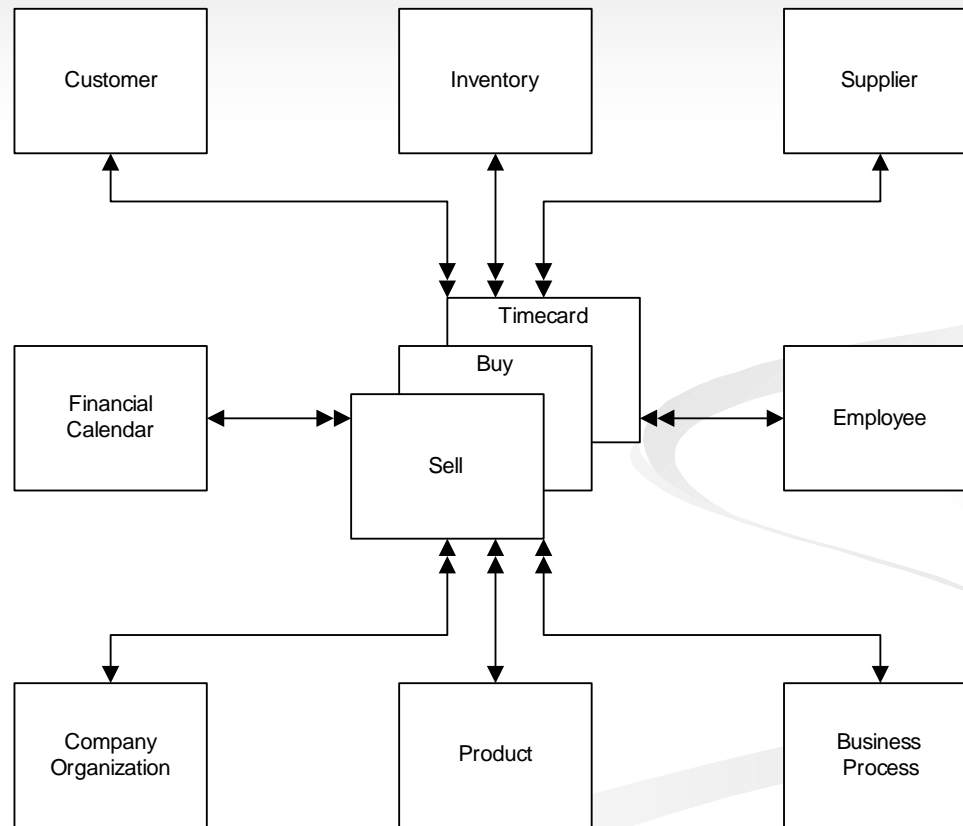 Customer
Inventory
Supplier
Timecard
Buy
Financial
Calendar
Sell
Employee
Company
Organization
Product
Business
Process